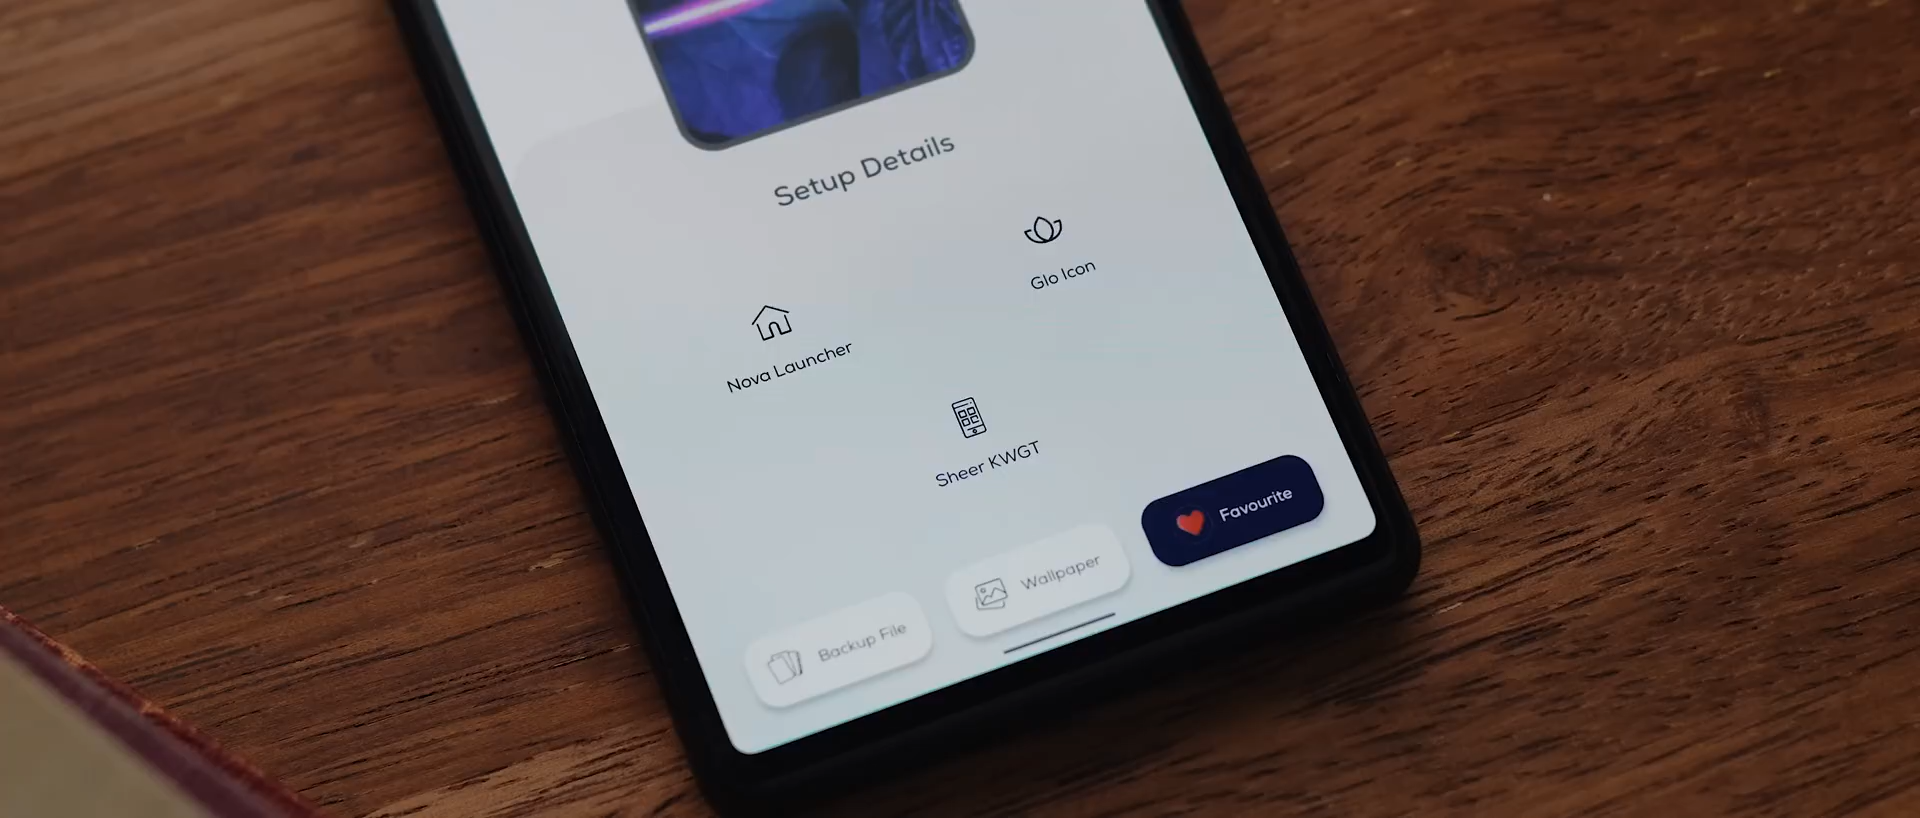 Setup Details
Nova Launcher
Glo Icon
Sheer KWGT
Backup File
Wallpaper
Favourite